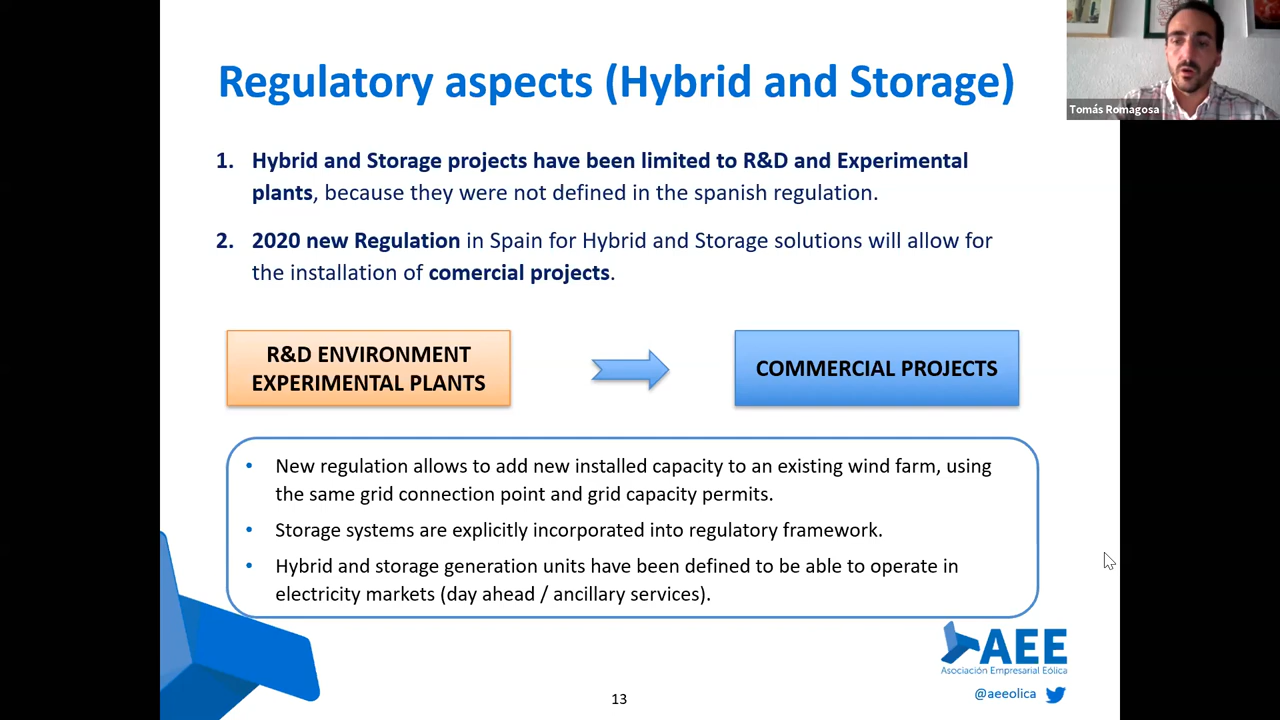 Regulatory aspects (Hybrid and Storage)
Tomás Romagosa
1. Hybrid and Storage projects have been limited to R&D and Experimental
plants, because they were not defined in the spanish regulation.
2. 2020 new Regulation in Spain for Hybrid and Storage solutions will allow for
the installation of comercial projects.
R&D ENVIRONMENT
EXPERIMENTAL PLANTS
COMMERCIAL PROJECTS
• New regulation allows to add new installed capacity to an existing wind farm, using
the same grid connection point and grid capacity permits.
• Storage systems are explicitly incorporated into regulatory framework.
• Hybrid and storage generation units have been defined to be able to operate in
electricity markets (day ahead / ancillary services).
AEE
Asociación Empresarial Eólica
@aeeolica
13